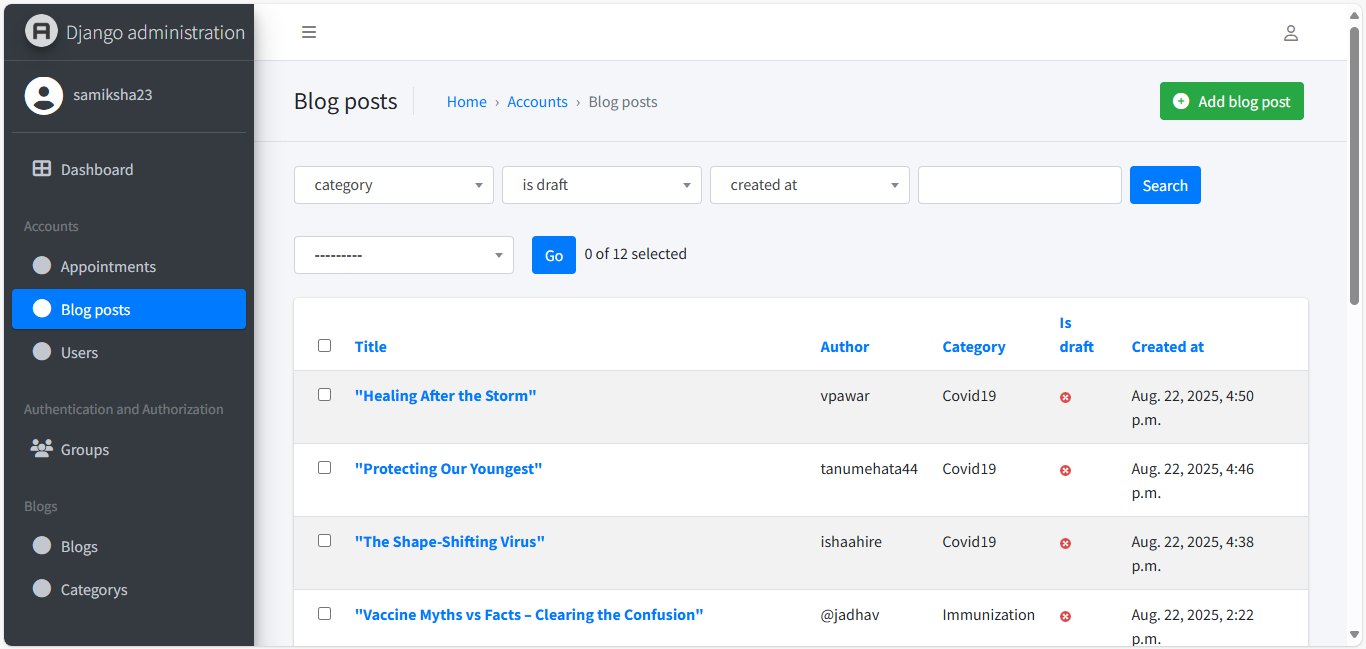 Django administration
samiksha23
Dashboard
Accounts
Appointments
Blog posts
Users
Authentication and Authorization
Groups
Blogs
Blogs
Categorys
Blog posts
Home › Accounts › Blog posts
Add blog post
category
is draft
created at
Search
---------
Go
0 of 12 selected
Title Author Category Is draft Created at
"Healing After the Storm" vpawar Covid19 Aug. 22, 2025, 4:50
p.m.
"Protecting Our Youngest" tanumehata44 Covid19 Aug. 22, 2025, 4:46
p.m.
"The Shape-Shifting Virus" ishaahire Covid19 Aug. 22, 2025, 4:38
p.m.
"Vaccine Myths vs Facts – Clearing the Confusion" @jadhav Immunization Aug. 22, 2025, 2:22
p.m.